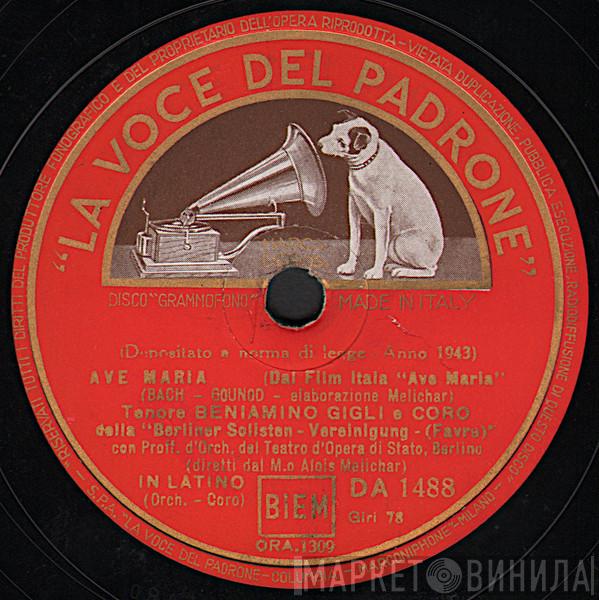 "LA VOCE DEL PADRONE"
DISCO "GRAMMOFONO" MADE IN ITALY
(Depositato a norma di legge - Anno 1943)
AVE MARIA (Dal Film Itala "Ave Maria"
(BACH - GOUNOD - elaborazione Melichar)
Tenore BENIAMINO GIGLI e CORO
della "Berliner Solisten - Vereinigung - (Favre)"
con Proff. d'Orch. del Teatro d'Opera di Stato, Berlino
(diretti dal M.o Alois Melichar)
IN LATINO
(Orch. - Coro)
BIEM
DA 1488
Giri 78
ORA.1309
RISERVATI TUTTI I DIRITTI DEL PRODUTTORE FONOGRAFICO E DEL PROPRIETARIO DELL'OPERA RIPRODOTTA - VIETATA DUPLICAZIONE, PUBBLICA ESECUZIONE, RADIODIFFUSIONE DI QUESTO DISCO
S.P.A. "LA VOCE DEL PADRONE - COLUMBIA - MARCONIPHONE" - MILANO -
МАРКЕТ ВИНИЛА